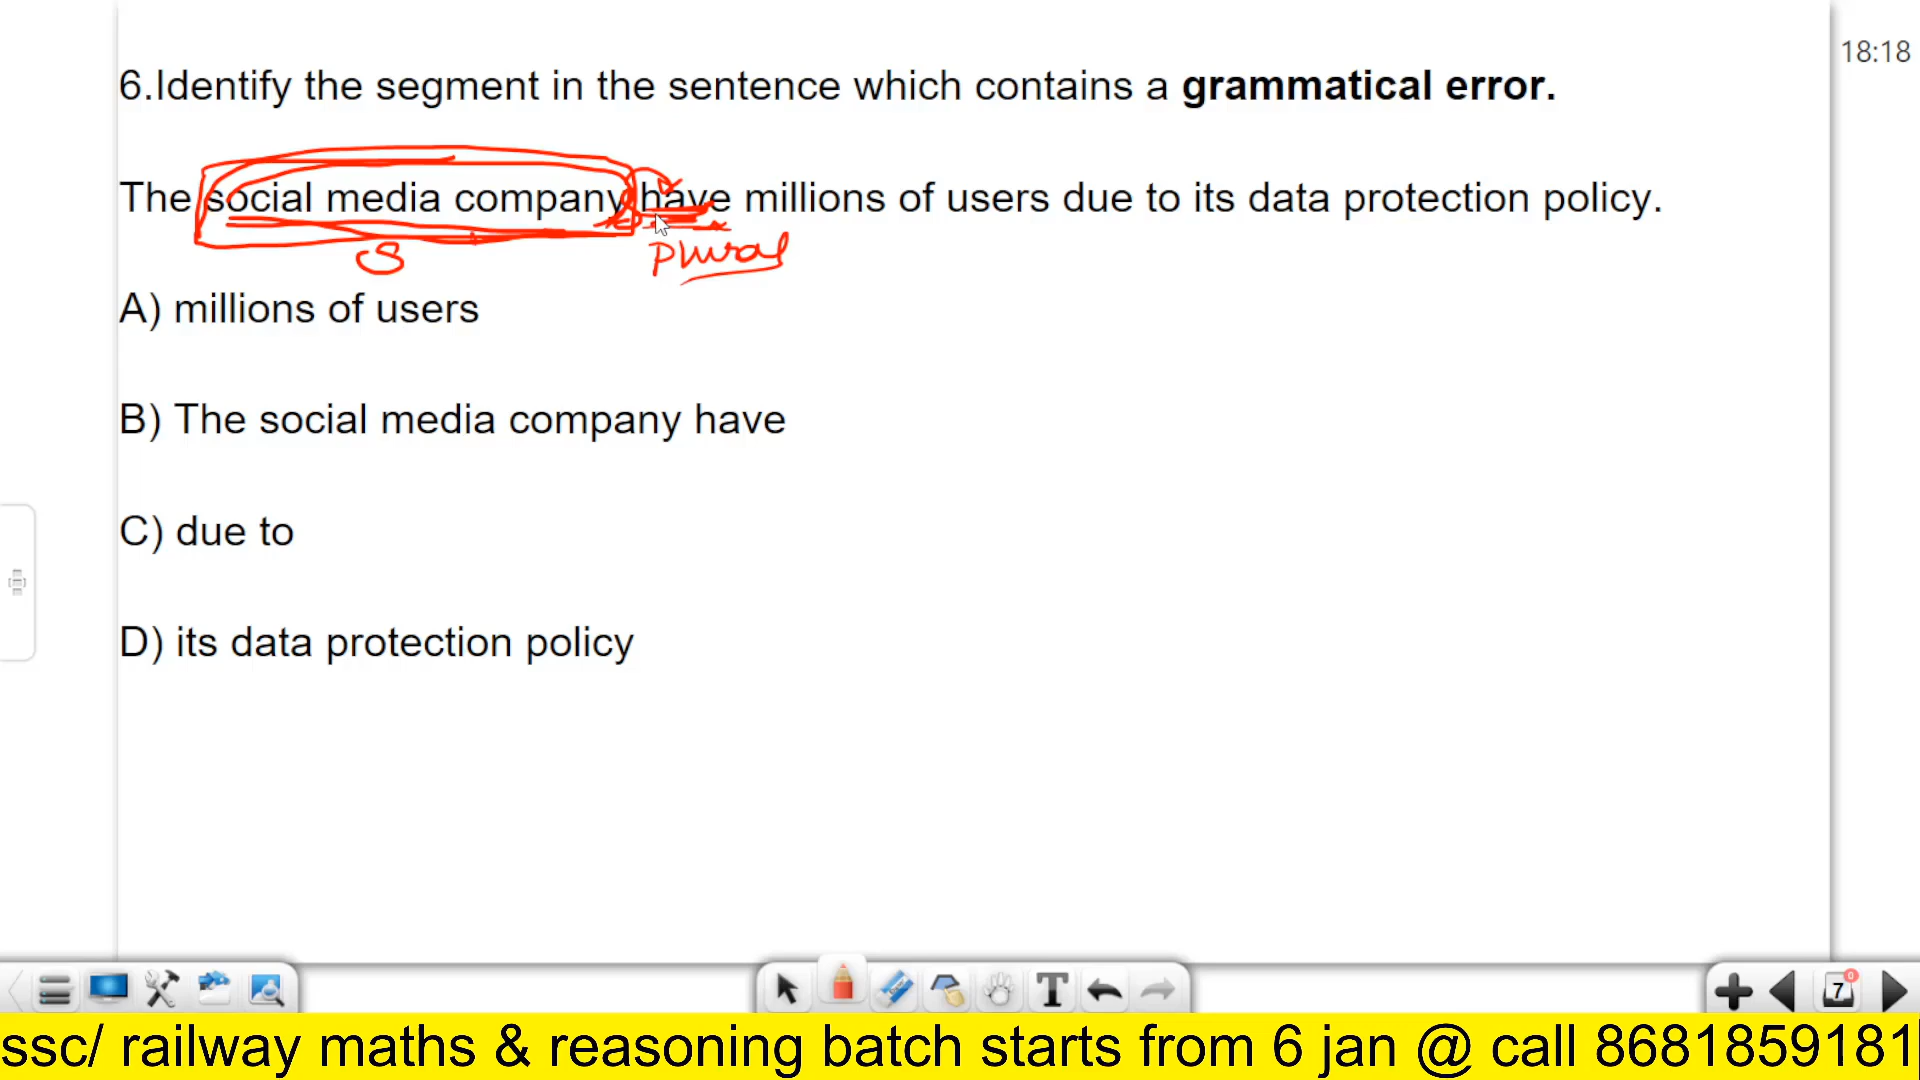 18:18
6.Identify the segment in the sentence which contains a grammatical error.
The social media company have millions of users due to its data protection policy.
S
Plural
A) millions of users
B) The social media company have
C) due to
D) its data protection policy
T
7
0
ssc/ railway maths & reasoning batch starts from 6 jan @ call 8681859181